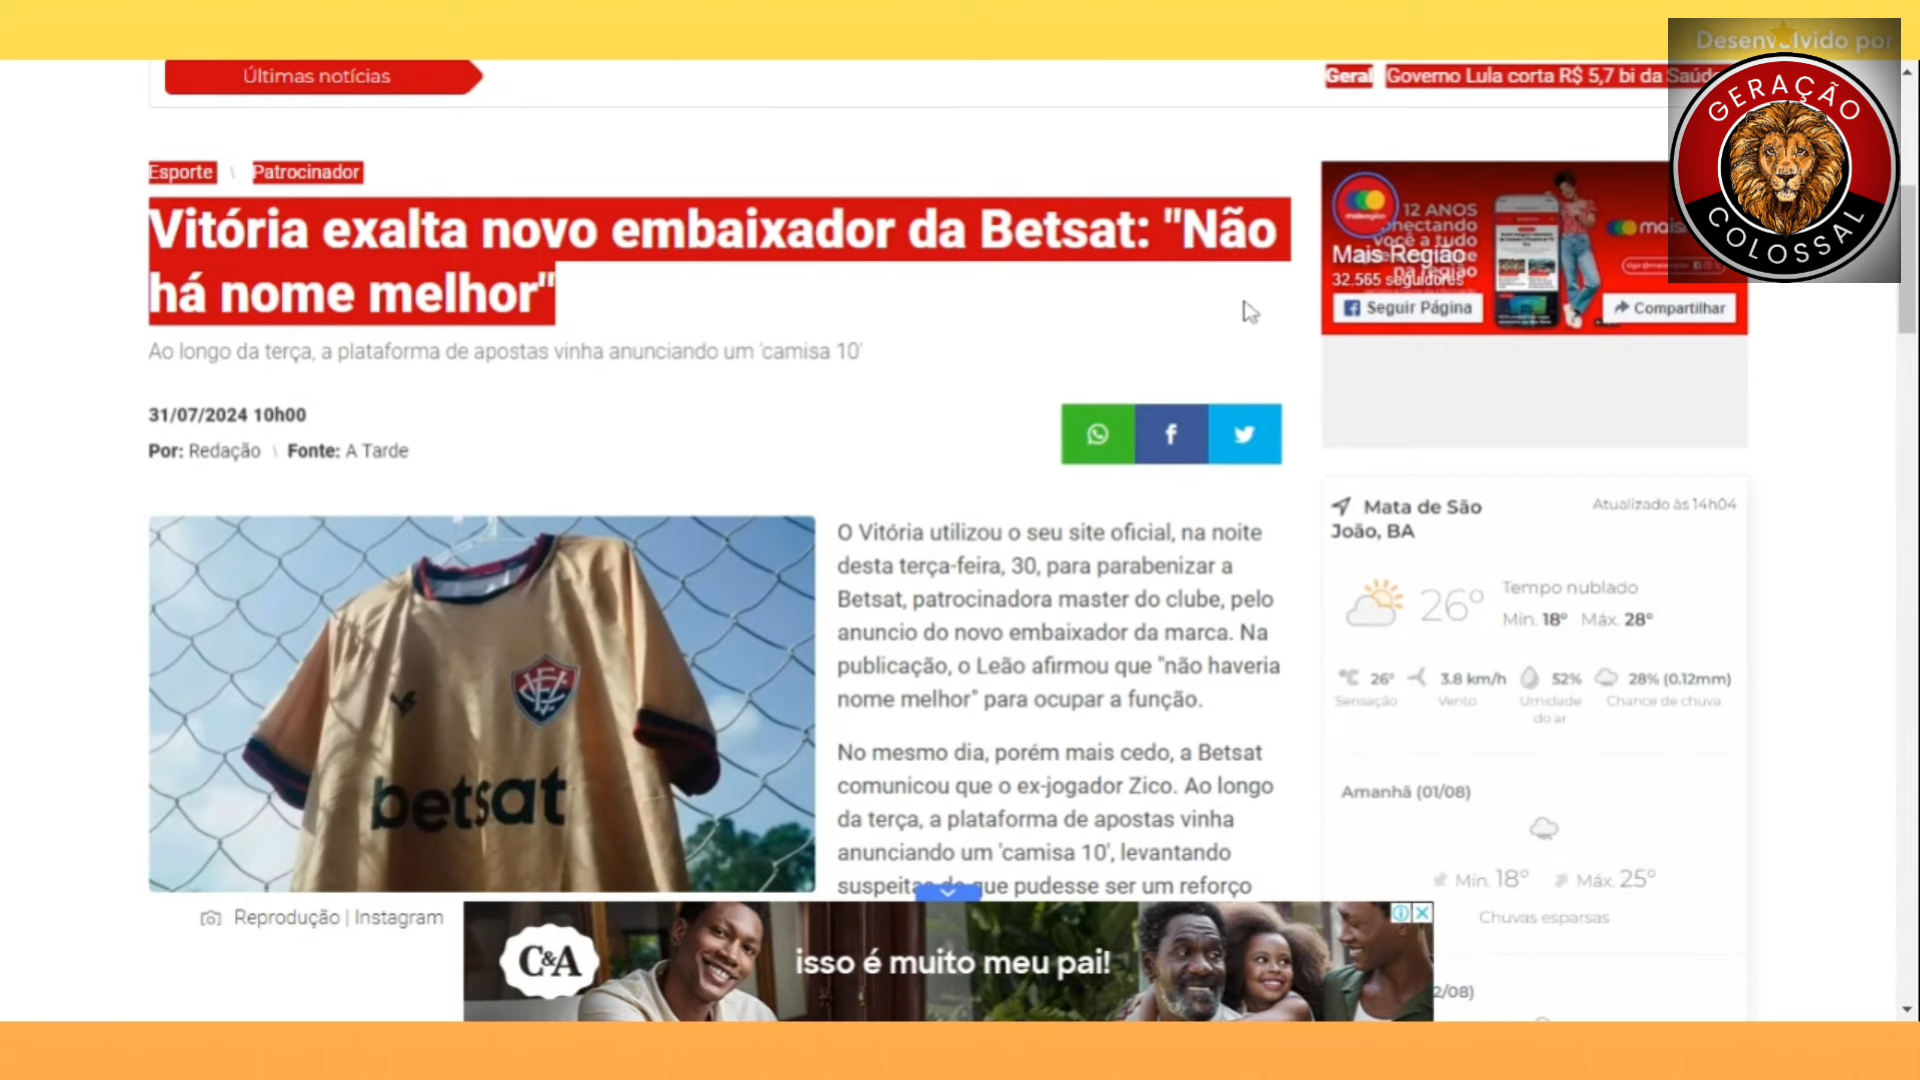 Desenvolvido por
Últimas notícias
Geral Governo Lula corta R$ 5,7 bi da Saúde
GERAÇÃO
COLOSSAL
Esporte \ Patrocinador
Vitória exalta novo embaixador da Betsat: "Não
há nome melhor"
Ao longo da terça, a plataforma de apostas vinha anunciando um 'camisa 10'
31/07/2024 10h00
Por: Redação \ Fonte: A Tarde
12 ANOS
Mais Região
32.565 seguidores
Seguir Página
Compartilhar
betsat
Reprodução | Instagram
O Vitória utilizou o seu site oficial, na noite
desta terça-feira, 30, para parabenizar a
Betsat, patrocinadora master do clube, pelo
anuncio do novo embaixador da marca. Na
publicação, o Leão afirmou que "não haveria
nome melhor" para ocupar a função.
No mesmo dia, porém mais cedo, a Betsat
comunicou que o ex-jogador Zico. Ao longo
da terça, a plataforma de apostas vinha
anunciando um 'camisa 10', levantando
suspeitas de que pudesse ser um reforço
Mata de São
João, BA
Atualizado às 14h04
26°
Tempo nublado
Mín. 18° Máx. 28°
°C 26° 3.8 km/h 52% 28% (0.12mm)
Sensação Vento Umidade Chance de chuva
do ar
Amanhã (01/08)
Mín. 18° Máx. 25°
Chuvas esparsas
2/08)
C&A
isso é muito meu pai!